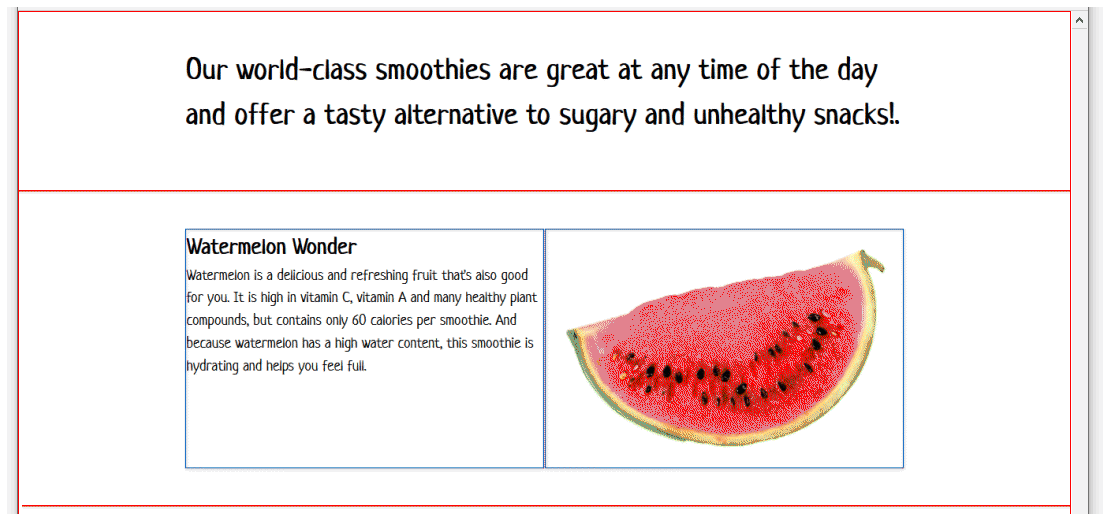 Our world-class smoothies are great at any time of the day
and offer a tasty alternative to sugary and unhealthy snacks!.
Watermelon Wonder
Watermelon is a delicious and refreshing fruit that's also good
for you. It is high in vitamin C, vitamin A and many healthy plant
compounds, but contains only 60 calories per smoothie. And
because watermelon has a high water content, this smoothie is
hydrating and helps you feel full.